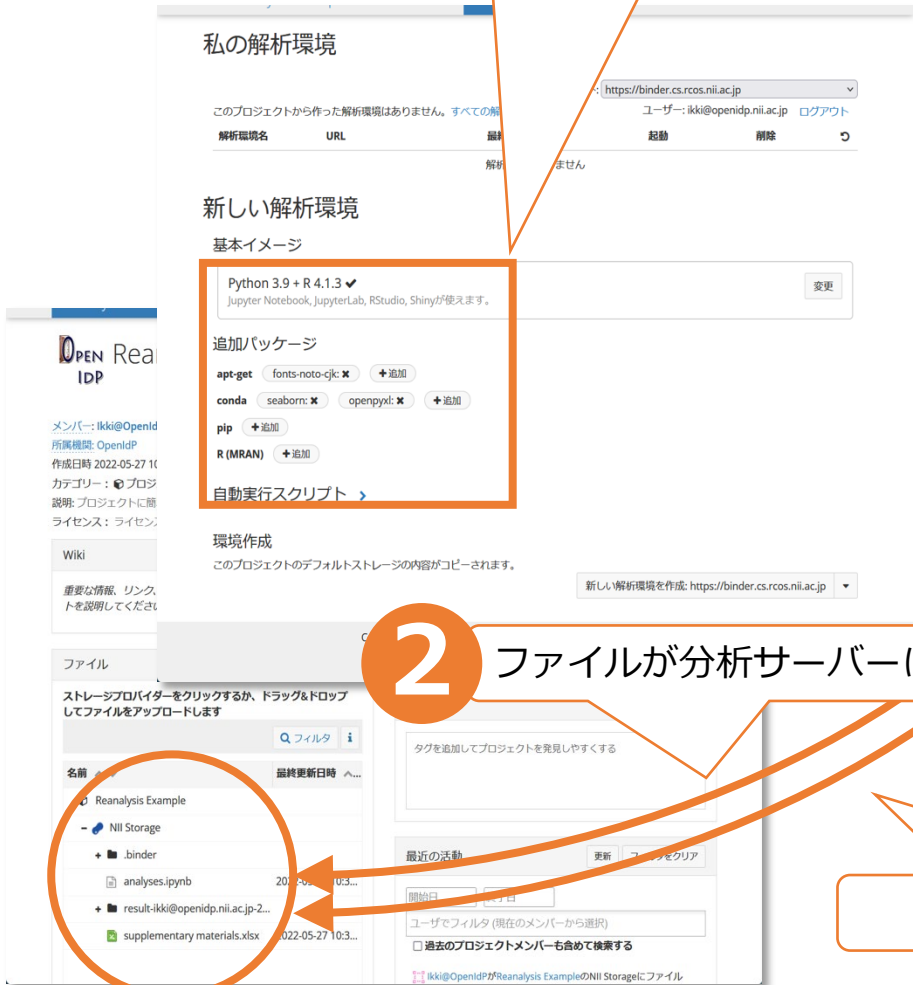 私の解析環境
https://binder.cs.rcos.nii.ac.jp
このプロジェクトから作った解析環境はありません。すべての解
ユーザー: ikki@openidp.nii.ac.jp ログアウト
解析環境名 URL 最終 起動 削除
解析 ません
新しい解析環境
基本イメージ
Python 3.9 + R 4.1.3 ✔
Jupyter Notebook, JupyterLab, RStudio, Shinyが使えます。
変更
追加パッケージ
apt-get fonts-noto-cjk: ✖ ✚追加
conda seaborn: ✖ openpyxl: ✖ ✚追加
pip ✚追加
R (MRAN) ✚追加
自動実行スクリプト
環境作成
このプロジェクトのデフォルトストレージの内容がコピーされます。
新しい解析環境を作成: https://binder.cs.rcos.nii.ac.jp
OPEN IDP
Rea
メンバー: Ikki@OpenId
所属機関: OpenIdP
作成日時 2022-05-27 10
カテゴリー: プロジ
説明: プロジェクトに簡
ライセンス: ライセン
Wiki
重要な情報、リンク、
トを説明してくださ
2 ファイルが分析サーバーに
ファイル
ストレージプロバイダーをクリックするか、ドラッグ&ドロップ
してファイルをアップロードします
フィルタ i
名前 最終更新日時
Reanalysis Example
NII Storage
.binder
analyses.ipynb
result-ikki@openidp.nii.ac.jp-2...
supplementary materials.xlsx 2022-05-27 10:3...
タグを追加してプロジェクトを発見しやすくする
最近の活動
更新
開始日
ユーザでフィルタ (現在のメンバーから選択)
過去のプロジェクトメンバーも含めて検索する
Ikki@OpenIdPがReanalysis ExampleのNII Storageにファイル